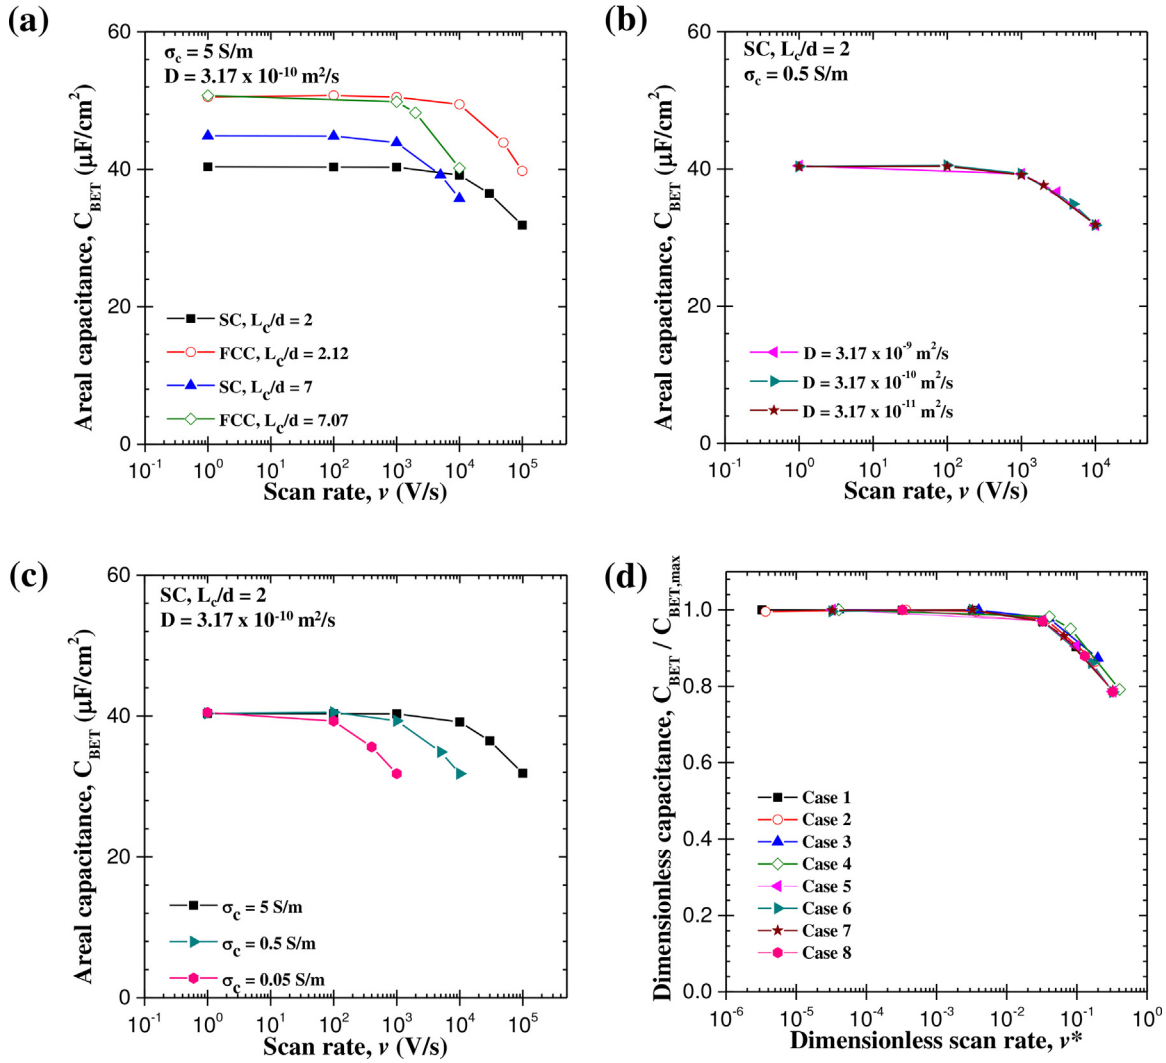 (a)
60
σc = 5 S/m
D = 3.17 x 10-10 m2/s
40
20
0
Areal capacitance, CBET (μF/cm2)
SC, Lc/d = 2
FCC, Lc/d = 2.12
SC, Lc/d = 7
FCC, Lc/d = 7.07
10-1 100 101 102 103 104 105
Scan rate, v (V/s)
(b)
60
SC, Lc/d = 2
σc = 0.5 S/m
40
20
0
Areal capacitance, CBET (μF/cm2)
D = 3.17 x 10-9 m2/s
D = 3.17 x 10-10 m2/s
D = 3.17 x 10-11 m2/s
10-1 100 101 102 103 104
Scan rate, v (V/s)
(c)
60
SC, Lc/d = 2
D = 3.17 x 10-10 m2/s
40
20
0
Areal capacitance, CBET (μF/cm2)
σc = 5 S/m
σc = 0.5 S/m
σc = 0.05 S/m
10-1 100 101 102 103 104 105
Scan rate, v (V/s)
(d)
1.0
0.8
0.6
0.4
0.2
0.0
Dimensionless capacitance, CBET / CBET,max
Case 1
Case 2
Case 3
Case 4
Case 5
Case 6
Case 7
Case 8
10-6 10-5 10-4 10-3 10-2 10-1 100
Dimensionless scan rate, v*